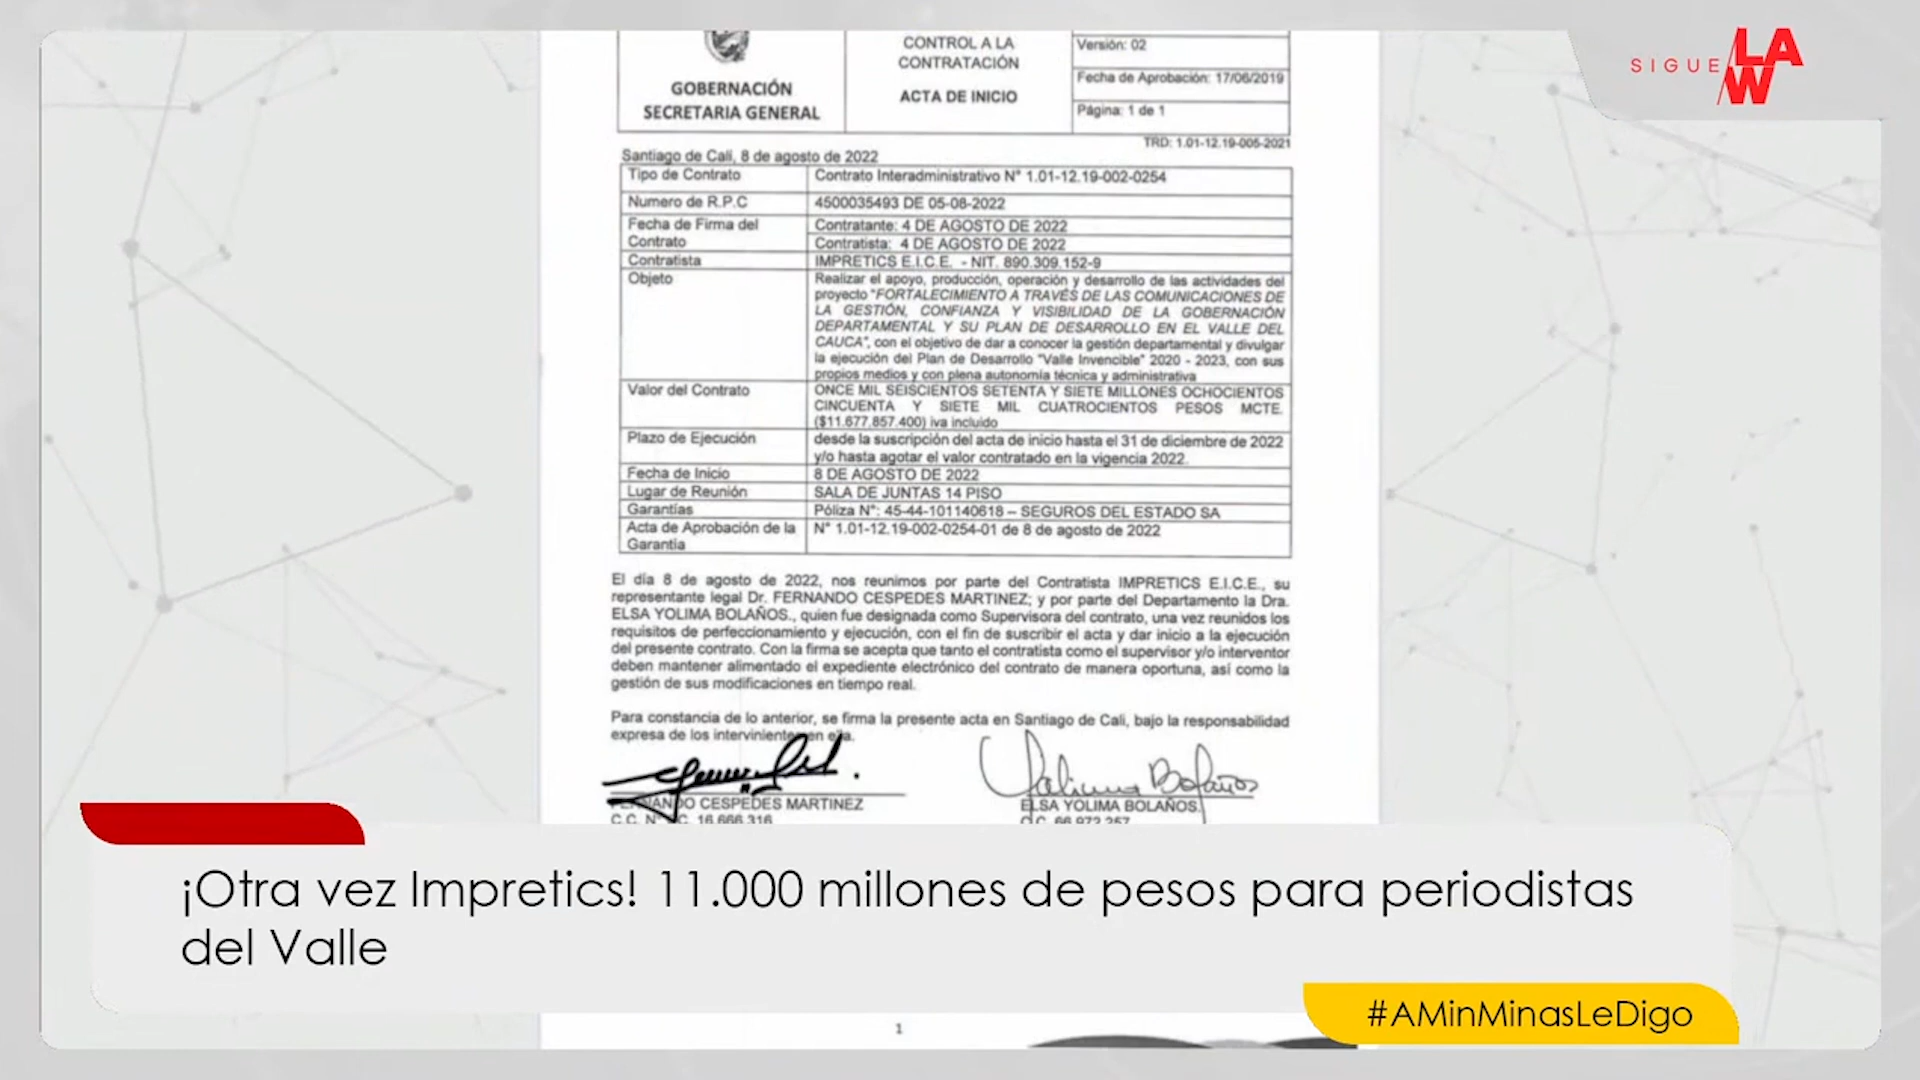 SIGUE LA W
GOBERNACIÓN
SECRETARIA GENERAL
CONTROL A LA
CONTRATACIÓN
ACTA DE INICIO
Versión: 02
Fecha de Aprobación: 17/06/2019
Página: 1 de 1
TRD: 1.01-12.19-005-2021
Santiago de Cali, 8 de agosto de 2022
Tipo de Contrato Contrato Interadministrativo N° 1.01-12.19-002-0254
Numero de R.P.C 4500035493 DE 05-08-2022
Fecha de Firma del Contratante: 4 DE AGOSTO DE 2022
Contrato Contratista: 4 DE AGOSTO DE 2022
Contratista IMPRETICS E.I.C.E. - NIT. 890.309.152-9
Objeto Realizar el apoyo, producción, operación y desarrollo de las actividades del
proyecto "FORTALECIMIENTO A TRAVÉS DE LAS COMUNICACIONES DE
LA GESTIÓN, CONFIANZA Y VISIBILIDAD DE LA GOBERNACIÓN
DEPARTAMENTAL Y SU PLAN DE DESARROLLO EN EL VALLE DEL
CAUCA", con el objetivo de dar a conocer la gestión departamental y divulgar
la ejecución del Plan de Desarrollo "Valle Invencible" 2020 - 2023, con sus
propios medios y con plena autonomía técnica y administrativa
Valor del Contrato ONCE MIL SEISCIENTOS SETENTA Y SIETE MILLONES OCHOCIENTOS
CINCUENTA Y SIETE MIL CUATROCIENTOS PESOS MCTE.
($11.677.857.400) iva incluido
Plazo de Ejecución desde la suscripción del acta de inicio hasta el 31 de diciembre de 2022
y/o hasta agotar el valor contratado en la vigencia 2022.
Fecha de Inicio 8 DE AGOSTO DE 2022
Lugar de Reunión SALA DE JUNTAS 14 PISO
Garantías Póliza N°: 45-44-101140618 – SEGUROS DEL ESTADO SA
Acta de Aprobación de la N° 1.01-12.19-002-0254-01 de 8 de agosto de 2022
Garantía
El día 8 de agosto de 2022, nos reunimos por parte del Contratista IMPRETICS E.I.C.E., su
representante legal Dr. FERNANDO CESPEDES MARTINEZ; y por parte del Departamento la Dra.
ELSA YOLIMA BOLAÑOS., quien fue designada como Supervisora del contrato, una vez reunidos los
requisitos de perfeccionamiento y ejecución, con el fin de suscribir el acta y dar inicio a la ejecución
del presente contrato. Con la firma se acepta que tanto el contratista como el supervisor y/o interventor
deben mantener alimentado el expediente electrónico del contrato de manera oportuna, así como la
gestión de sus modificaciones en tiempo real.
Para constancia de lo anterior, se firma la presente acta en Santiago de Cali, bajo la responsabilidad
expresa de los intervinientes en ella.
FERNANDO CESPEDES MARTINEZ
C.C. 16.666.316
ELSA YOLIMA BOLAÑOS.
C.C. 66.972.257
¡Otra vez Impretics! 11.000 millones de pesos para periodistas
del Valle
#AMinMinasLeDigo
1